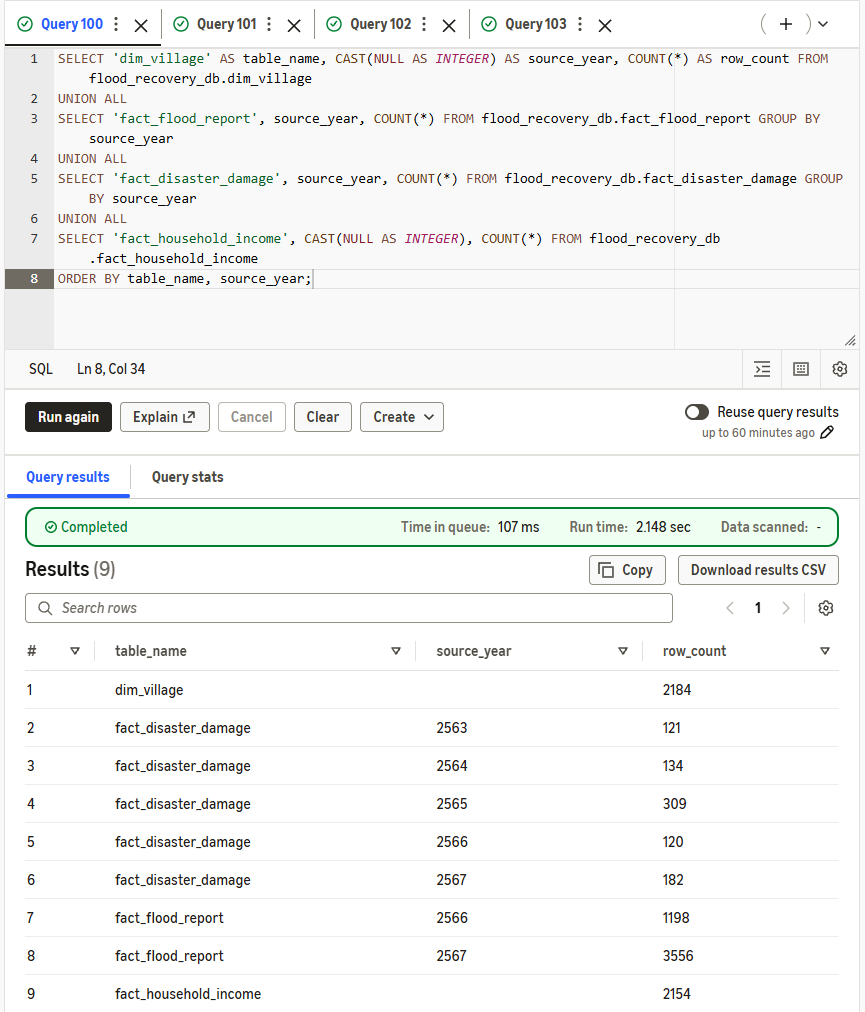 Query 100 Query 101 Query 102 Query 103
1 SELECT 'dim_village' AS table_name, CAST(NULL AS INTEGER) AS source_year, COUNT(*) AS row_count FROM
flood_recovery_db.dim_village
2 UNION ALL
3 SELECT 'fact_flood_report', source_year, COUNT(*) FROM flood_recovery_db.fact_flood_report GROUP BY
source_year
4 UNION ALL
5 SELECT 'fact_disaster_damage', source_year, COUNT(*) FROM flood_recovery_db.fact_disaster_damage GROUP
BY source_year
6 UNION ALL
7 SELECT 'fact_household_income', CAST(NULL AS INTEGER), COUNT(*) FROM flood_recovery_db
.fact_household_income
8 ORDER BY table_name, source_year;
SQL Ln 8, Col 34
Run again Explain Cancel Clear Create Reuse query results
up to 60 minutes ago
Query results Query stats
Completed Time in queue: 107 ms Run time: 2.148 sec Data scanned: -
Results (9) Copy Download results CSV
Search rows 1
# table_name source_year row_count
1 dim_village 2184
2 fact_disaster_damage 2563 121
3 fact_disaster_damage 2564 134
4 fact_disaster_damage 2565 309
5 fact_disaster_damage 2566 120
6 fact_disaster_damage 2567 182
7 fact_flood_report 2566 1198
8 fact_flood_report 2567 3556
9 fact_household_income 2154